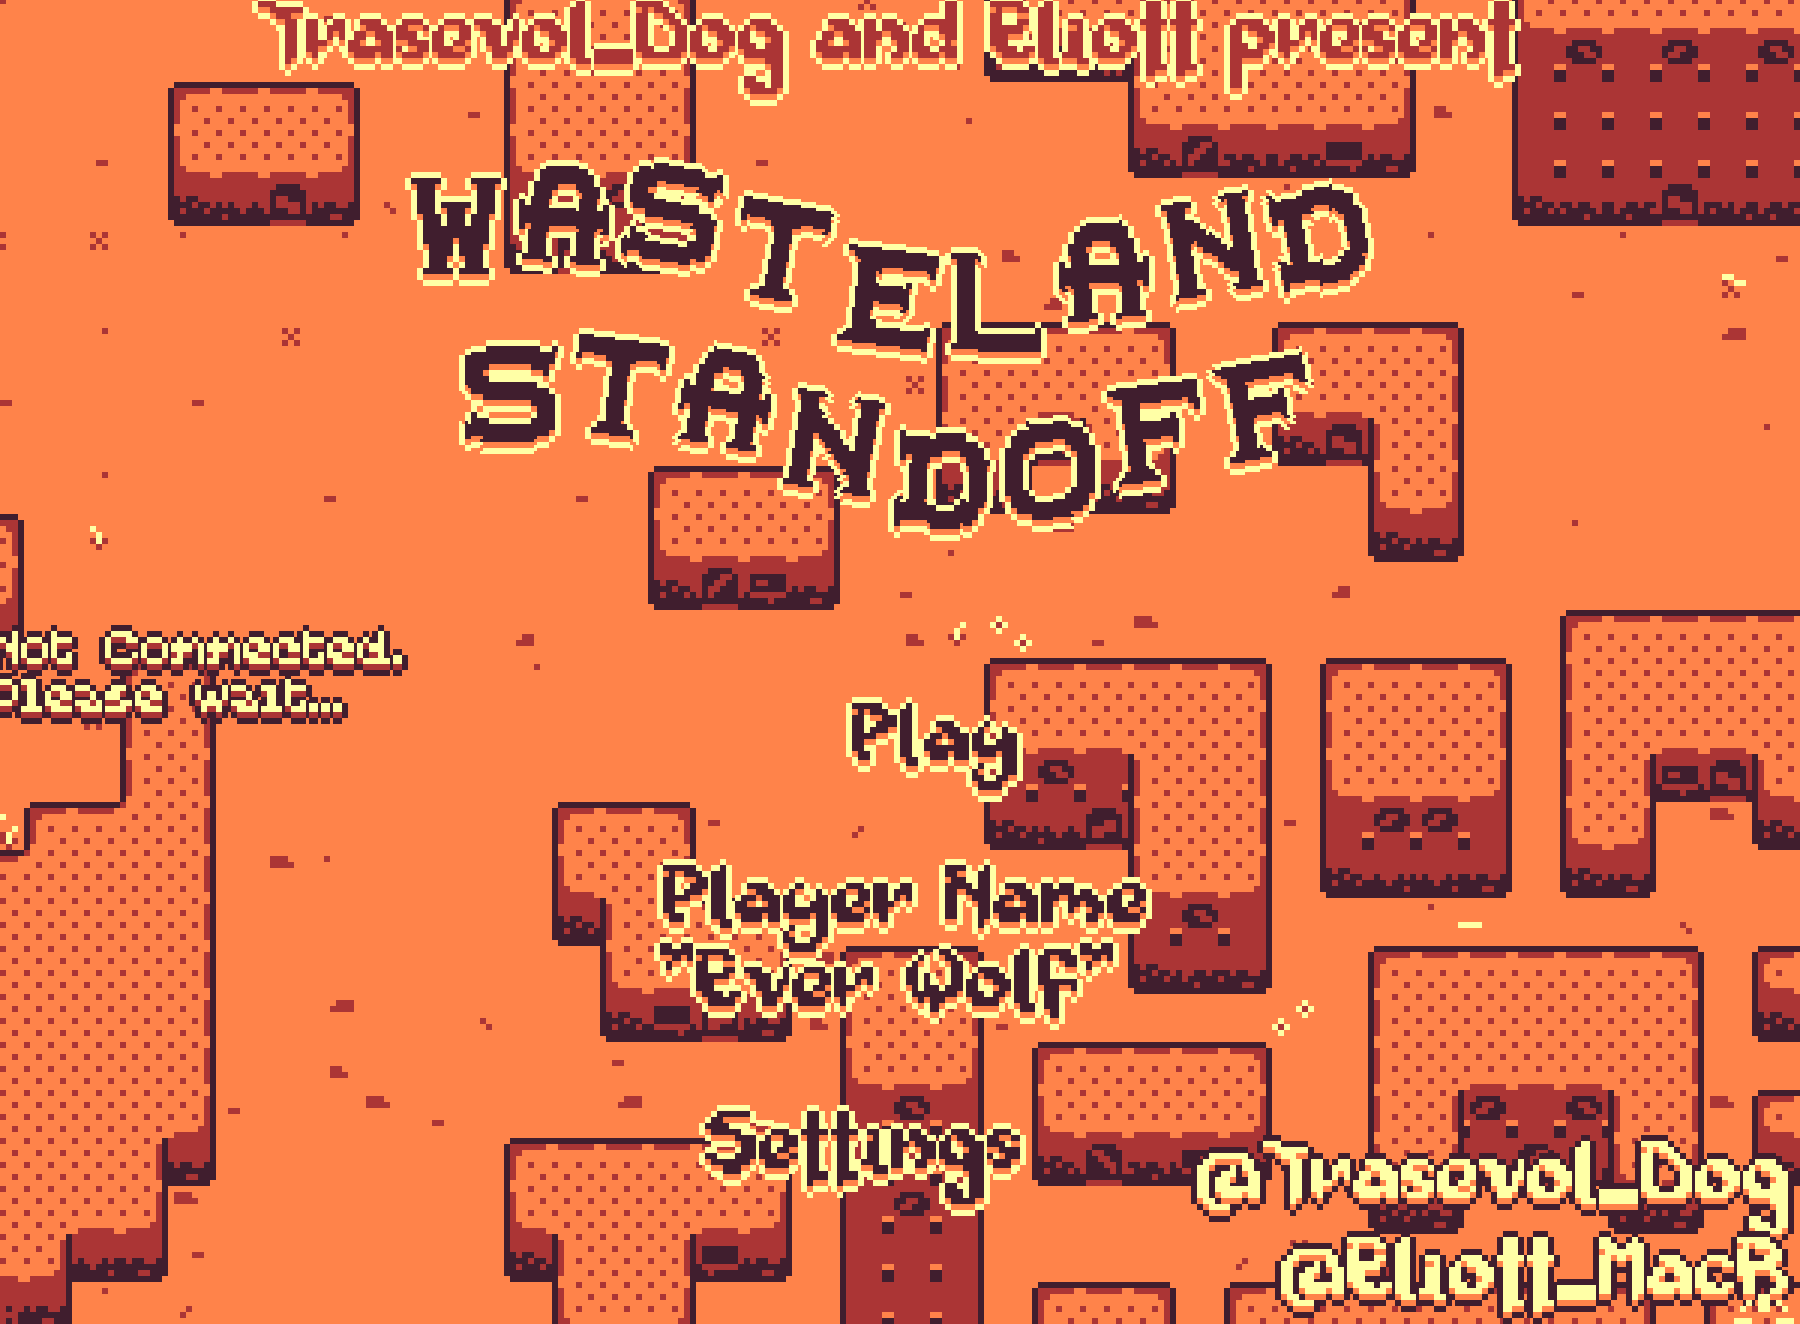 Trasevol_Dog and Eliott present
WASTELAND
STANDOFF
Not Connected.
Please wait...
Play
Player Name
"Ever Wolf"
Settings
@Trasevol_Dog
@Eliott_MacR